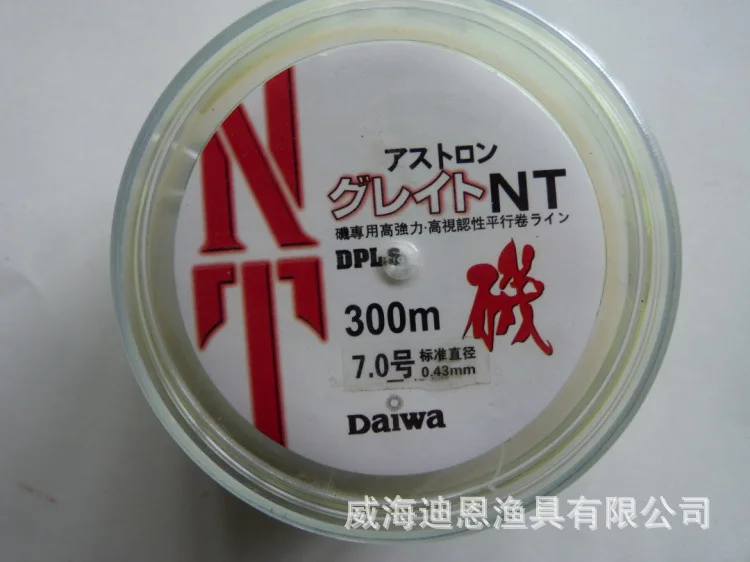 NT
アストロン
グレイトNT
磯専用高強力·高視認性平行巻ライン
DPLS
300m
磯
7.0号 标准直径
0.43mm
Daiwa
威海迪恩渔具有限公司